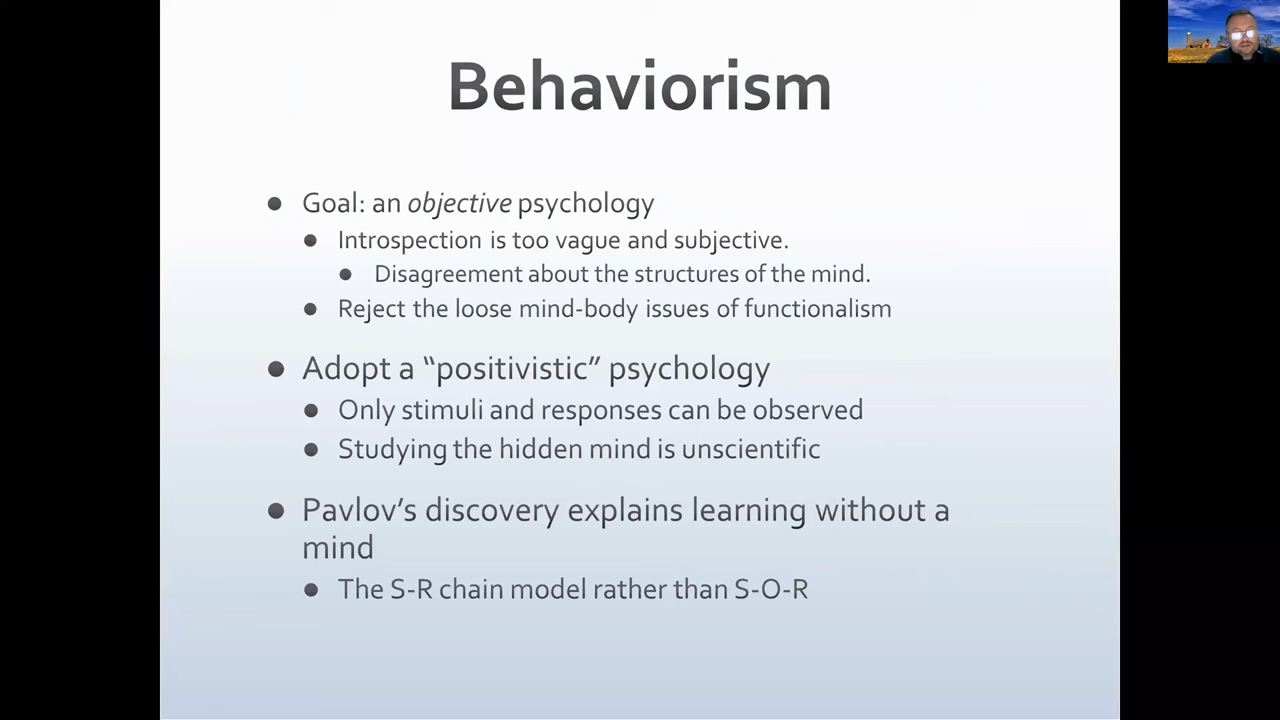 Behaviorism
● Goal: an objective psychology
● Introspection is too vague and subjective.
● Disagreement about the structures of the mind.
● Reject the loose mind-body issues of functionalism
● Adopt a “positivistic” psychology
● Only stimuli and responses can be observed
● Studying the hidden mind is unscientific
● Pavlov’s discovery explains learning without a
mind
● The S-R chain model rather than S-O-R